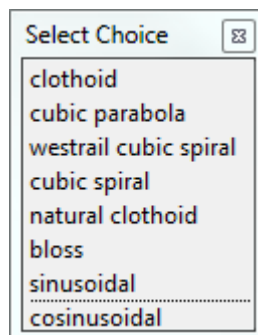 Select Choice
clothoid
cubic parabola
westrail cubic spiral
cubic spiral
natural clothoid
bloss
sinusoidal
cosinusoidal